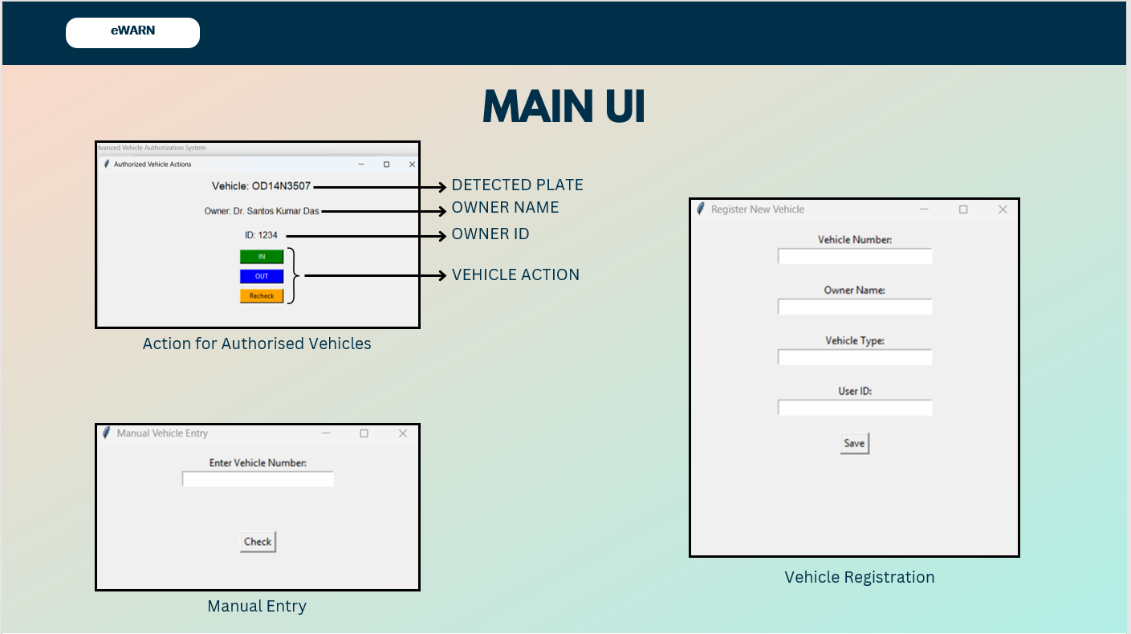 eWARN
MAIN UI
dvanced Vehicle Authorization System
Authorized Vehicle Actions
Vehicle: OD14N3507
DETECTED PLATE
Owner: Dr. Santos Kumar Das
OWNER NAME
ID: 1234
OWNER ID
IN
OUT
Recheck
VEHICLE ACTION
Action for Authorised Vehicles
Manual Vehicle Entry
Enter Vehicle Number:
Check
Manual Entry
Register New Vehicle
Vehicle Number:
Owner Name:
Vehicle Type:
User ID:
Save
Vehicle Registration